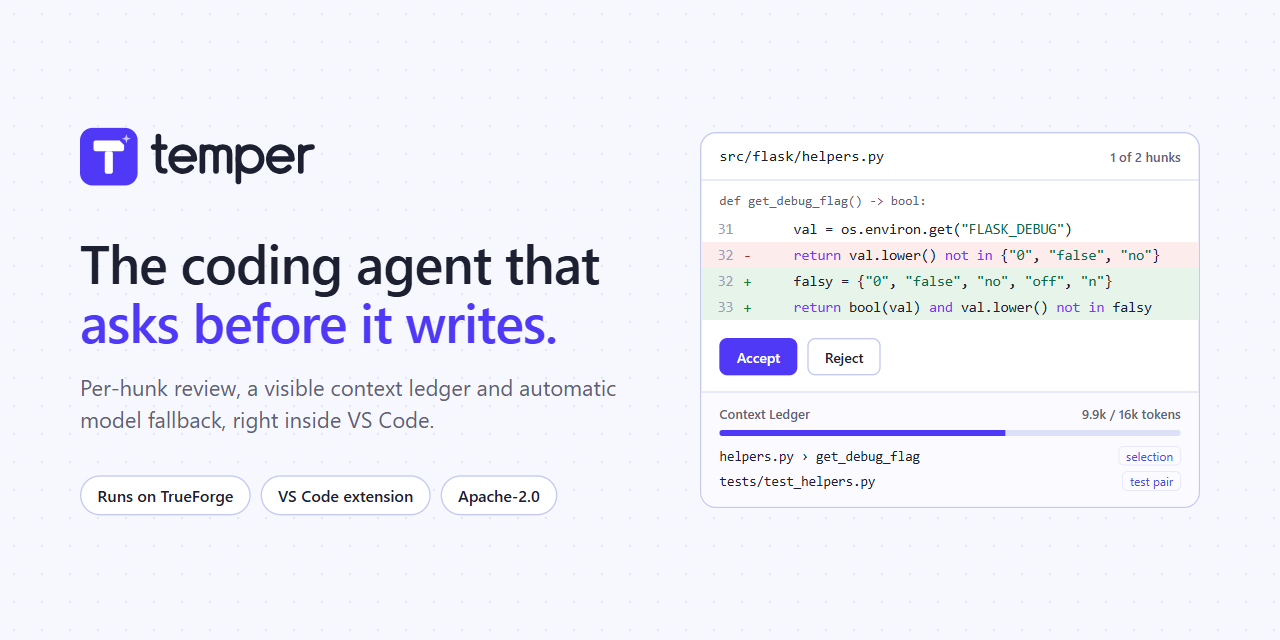 temper
The coding agent that
asks before it writes.
Per-hunk review, a visible context ledger and automatic
model fallback, right inside VS Code.
Runs on TrueForge
VS Code extension
Apache-2.0
src/flask/helpers.py
1 of 2 hunks
def get_debug_flag() -> bool:
31 val = os.environ.get("FLASK_DEBUG")
32 - return val.lower() not in {"0", "false", "no"}
32 + falsy = {"0", "false", "no", "off", "n"}
33 + return bool(val) and val.lower() not in falsy
Accept
Reject
Context Ledger
9.9k / 16k tokens
helpers.py › get_debug_flag
selection
tests/test_helpers.py
test pair